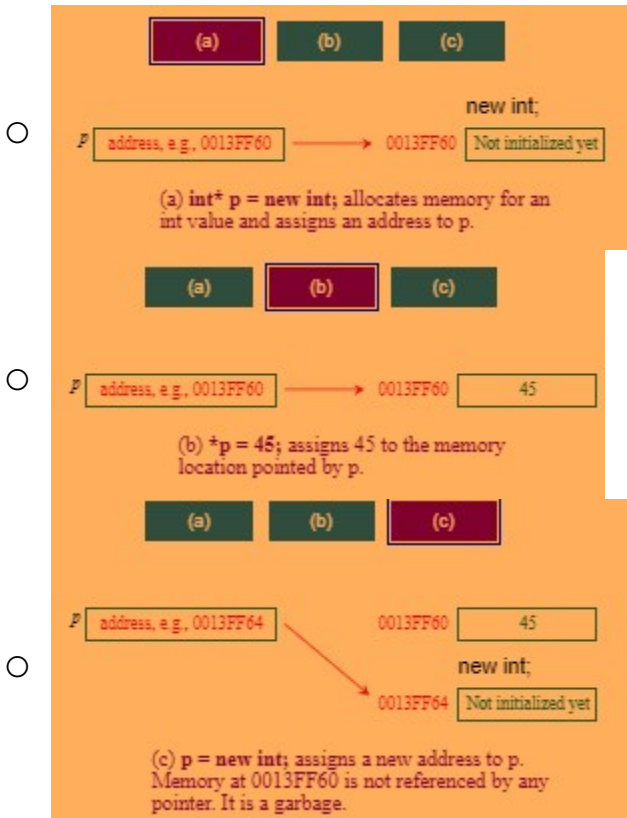 (a) (b) (c)
new int;
p address, e.g., 0013FF60 0013FF60 Not initialized yet
(a) int* p = new int; allocates memory for an
int value and assigns an address to p.
(a) (b) (c)
p address, e.g., 0013FF60 0013FF60 45
(b) *p = 45; assigns 45 to the memory
location pointed by p.
(a) (b) (c)
p address, e.g., 0013FF64 0013FF60 45
new int;
0013FF64 Not initialized yet
(c) p = new int; assigns a new address to p.
Memory at 0013FF60 is not referenced by any
pointer. It is a garbage.